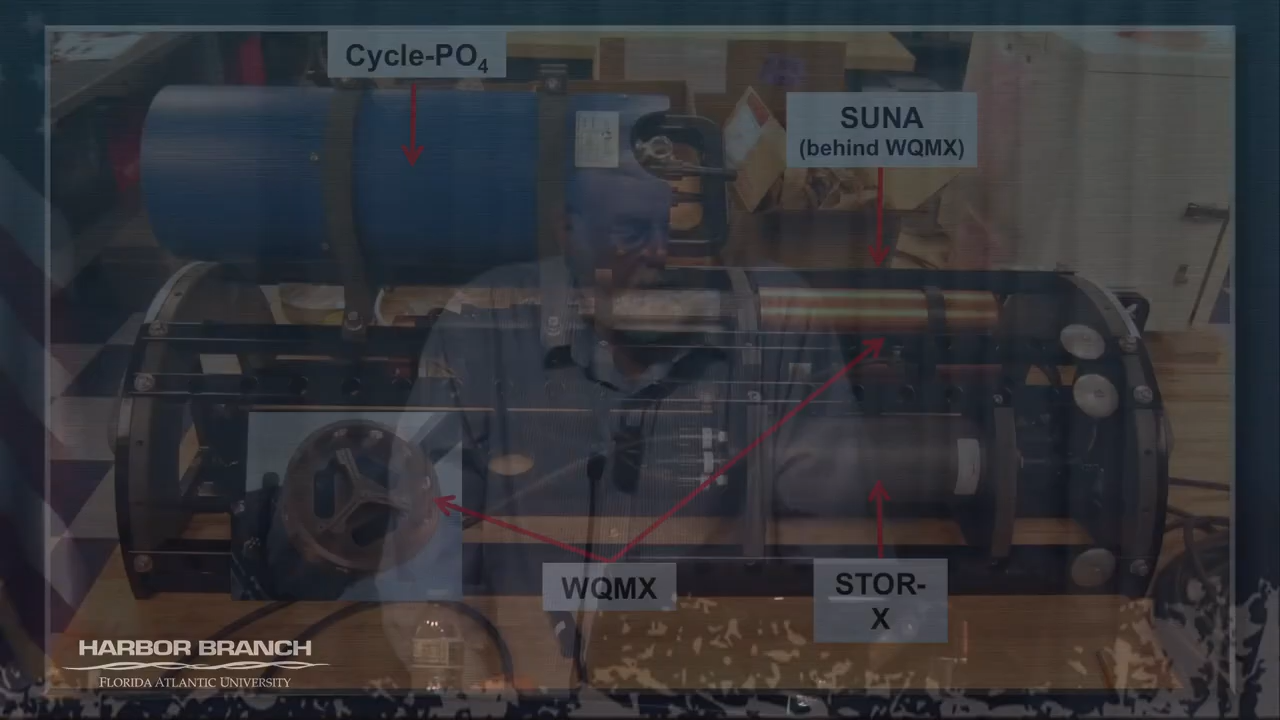 Cycle-PO₄
SUNA
(behind WQMX)
WQMX
STOR-
X
HARBOR BRANCH
FLORIDA ATLANTIC UNIVERSITY